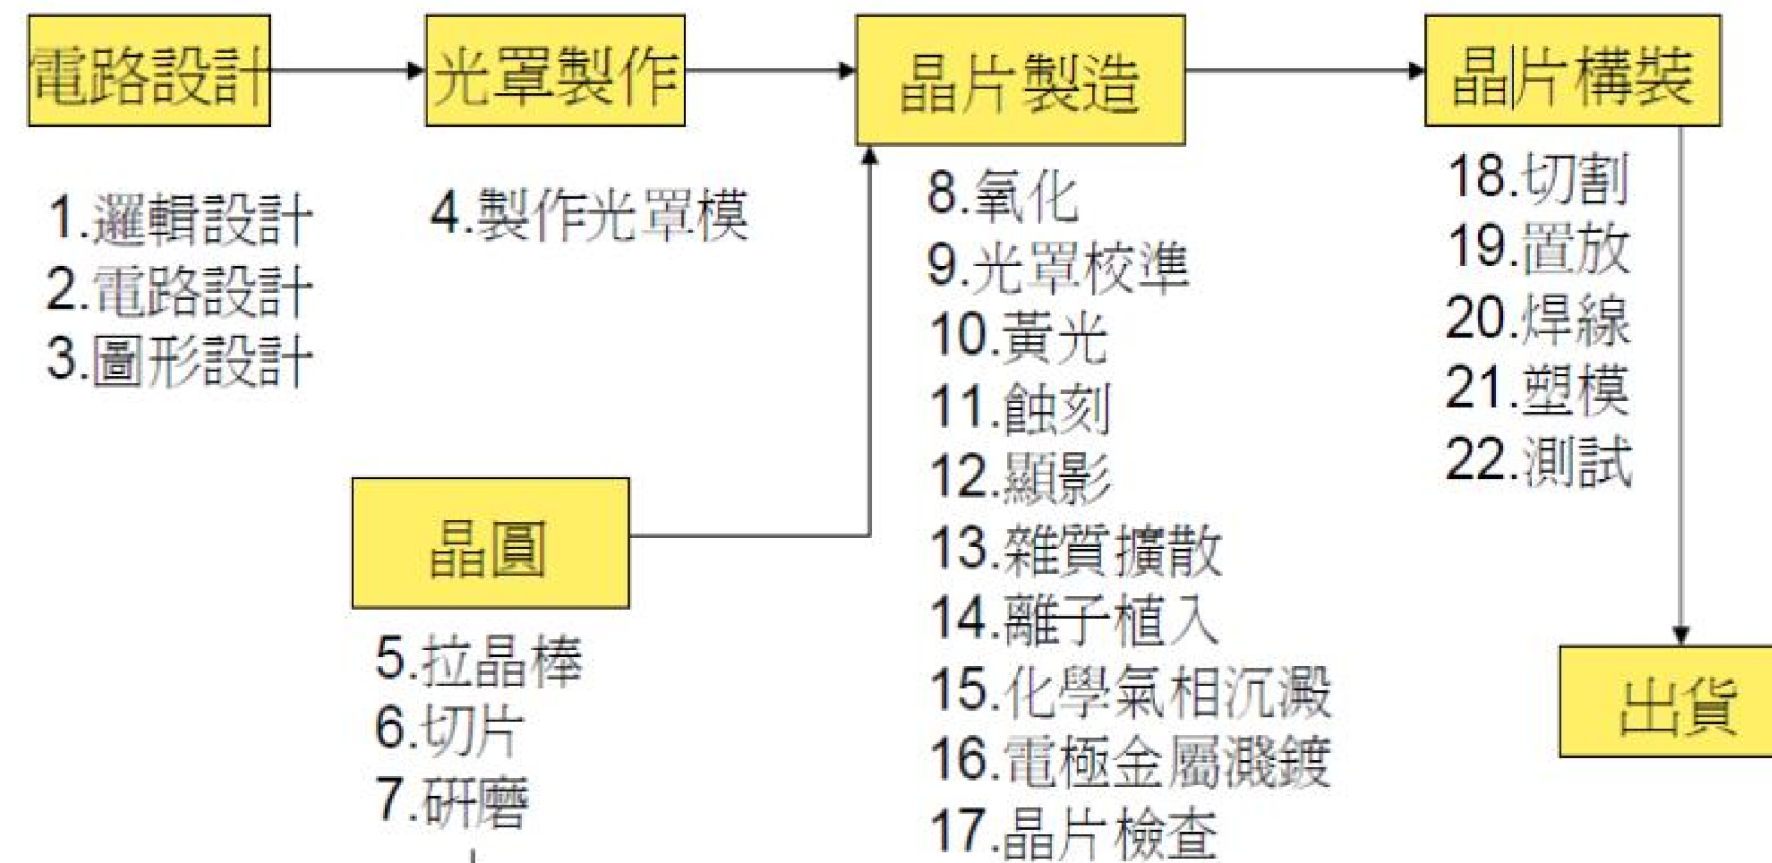 電路設計
1.邏輯設計
2.電路設計
3.圖形設計
光罩製作
4.製作光罩模
晶圓
5.拉晶棒
6.切片
7.研磨
晶片製造
8.氧化
9.光罩校準
10.黃光
11.蝕刻
12.顯影
13.雜質擴散
14.離子植入
15.化學氣相沉澱
16.電極金屬濺鍍
17.晶片檢查
晶片構裝
18.切割
19.置放
20.焊線
21.塑模
22.測試
出貨